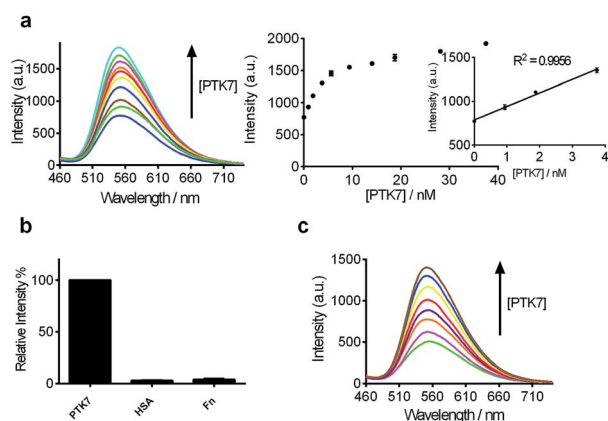 a
Intensity (a.u.)
1500
1000
500
0
460 510 560 610 660 710
Wavelength / nm
[PTK7]
Intensity (a.u.)
2000
1500
1000
500
0
0 10 20 30 40
[PTK7] / nM
R² = 0.9956
Intensity (a.u.)
1500
1000
500
0 1 2 3 4
[PTK7] / nM
b
Relative Intensity %
100
50
0
PTK7 HSA Fn
c
Intensity (a.u.)
1500
1000
500
0
460 510 560 610 660 710
Wavelength / nm
[PTK7]